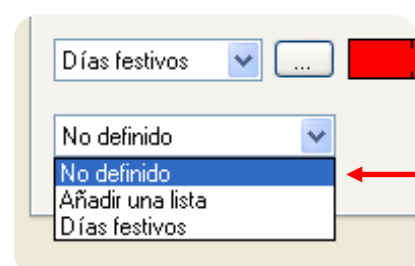 Días festivos
...
No definido
No definido
Añadir una lista
Días festivos